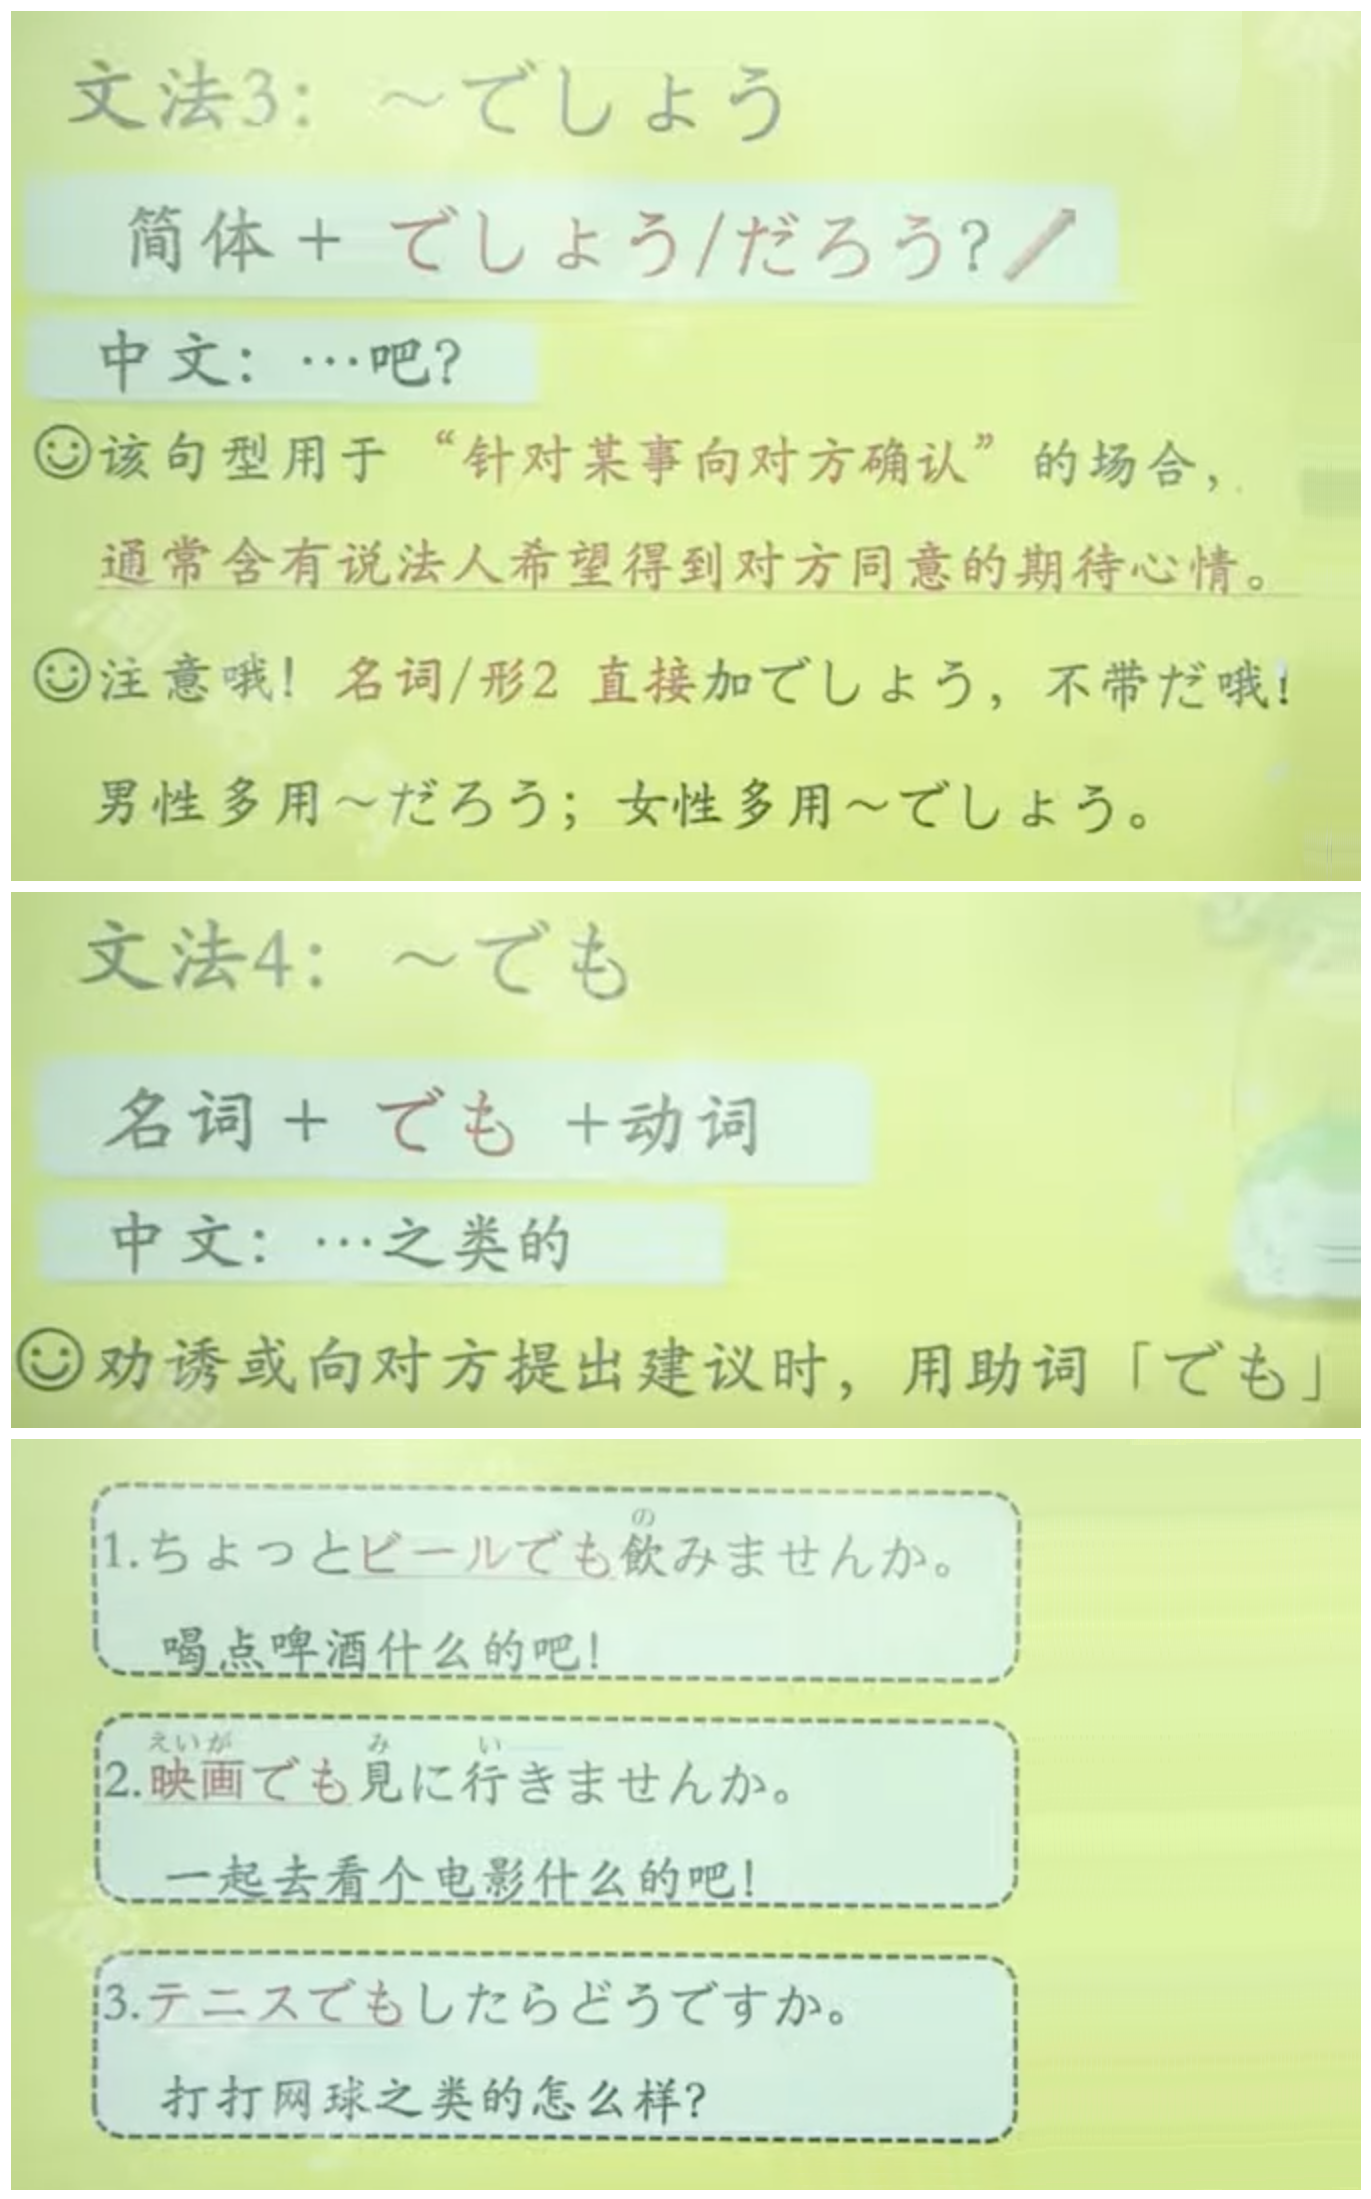 文法3：～でしょう
简体＋ でしょう/だろう?
中文：…吧?
该句型用于 “针对某事向对方确认” 的场合，
通常含有说法人希望得到对方同意的期待心情。
注意哦! 名词/形2 直接加でしょう，不带だ哦!
男性多用～だろう；女性多用～でしょう。
文法4：～でも
名词＋ でも ＋动词
中文：…之类的
劝诱或向对方提出建议时，用助词「でも」
の
1.ちょっとビールでも飲みませんか。
喝点啤酒什么的吧!
えいが み い
2.映画でも見に行きませんか。
一起去看个电影什么的吧!
3.テニスでもしたらどうですか。
打打网球之类的怎么样?